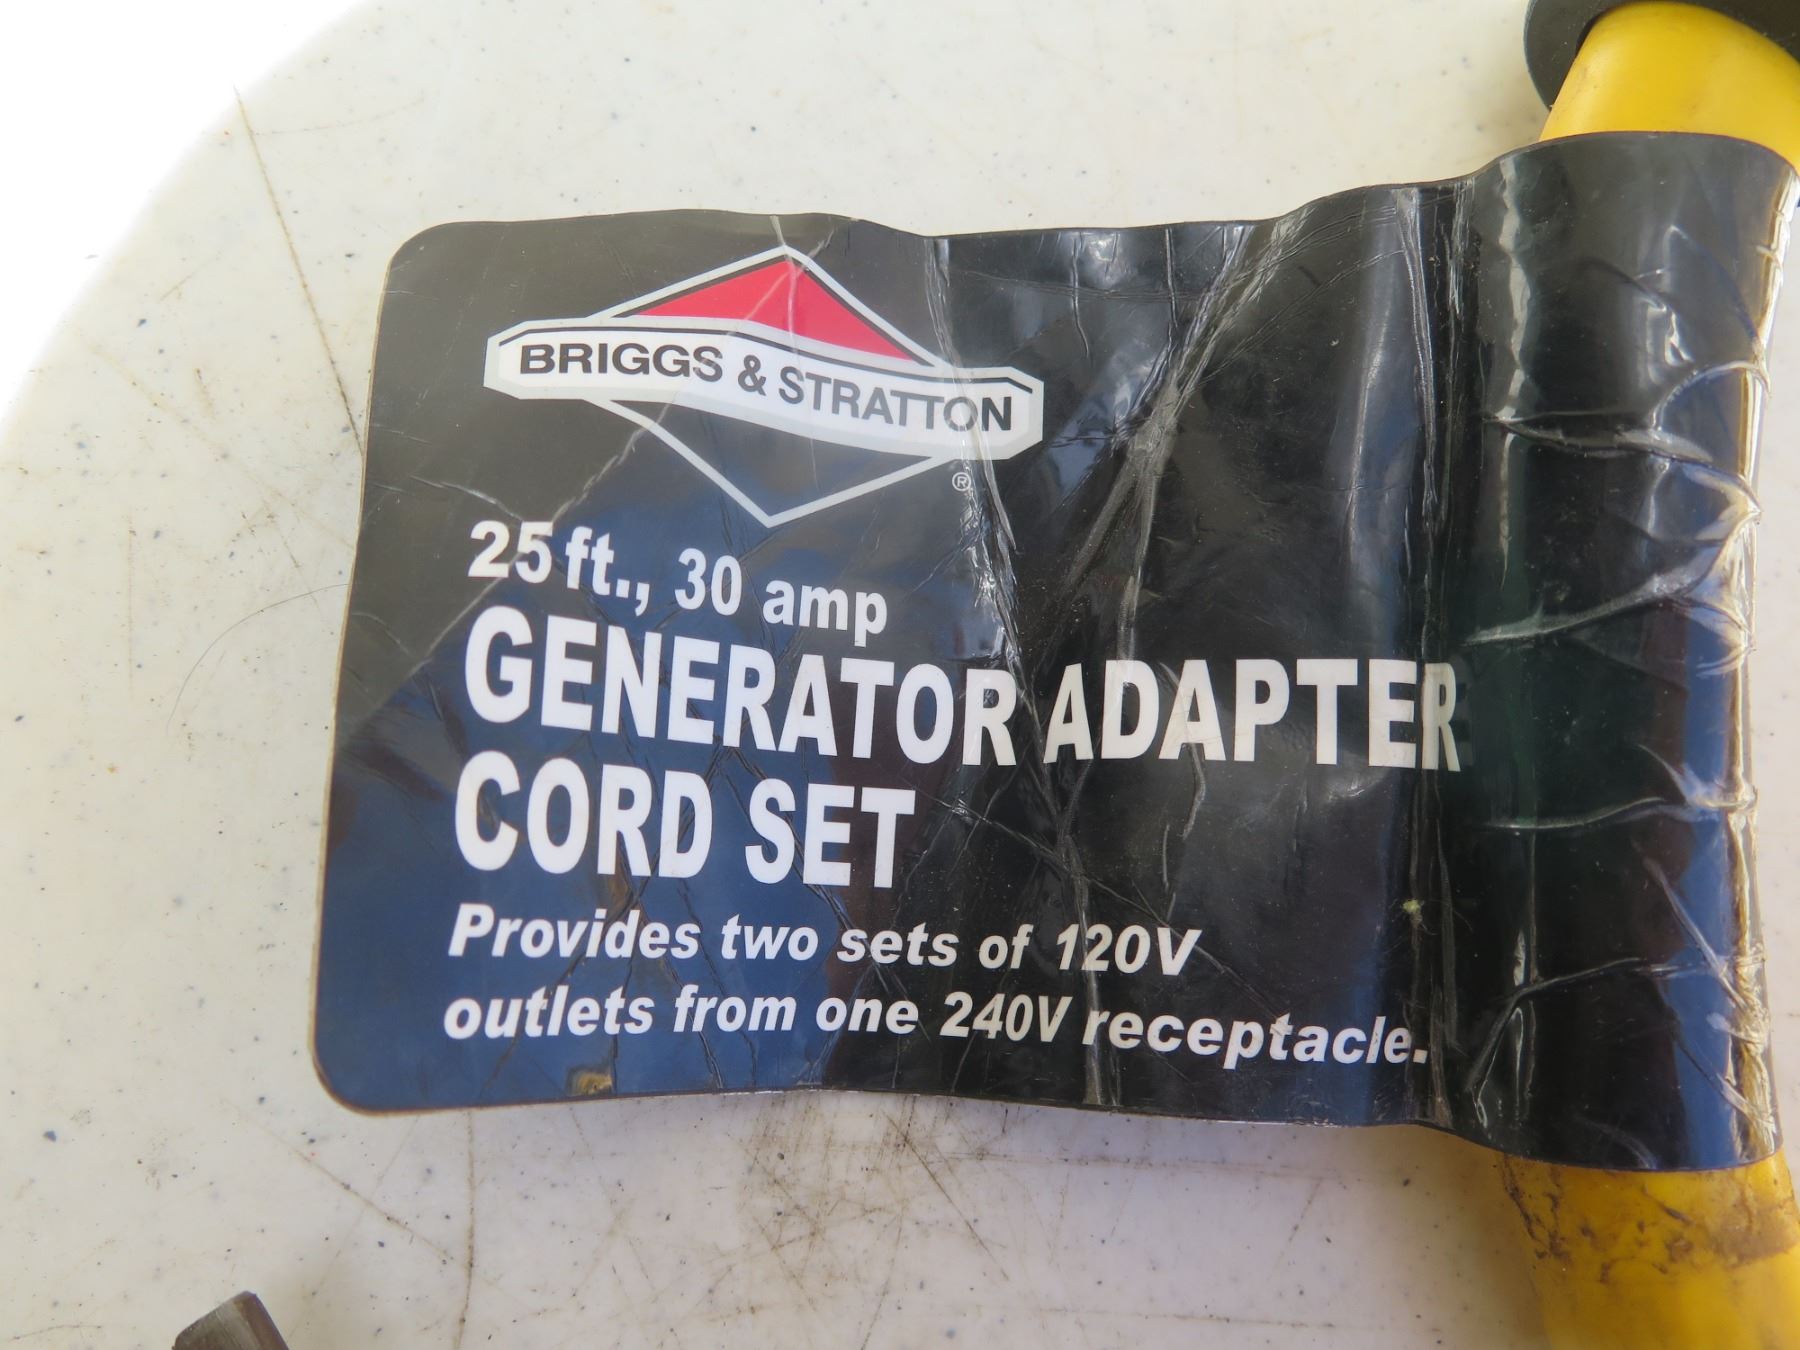 BRIGGS & STRATTON
®
25 ft., 30 amp
GENERATOR ADAPTER
CORD SET
Provides two sets of 120V
outlets from one 240V receptacle.